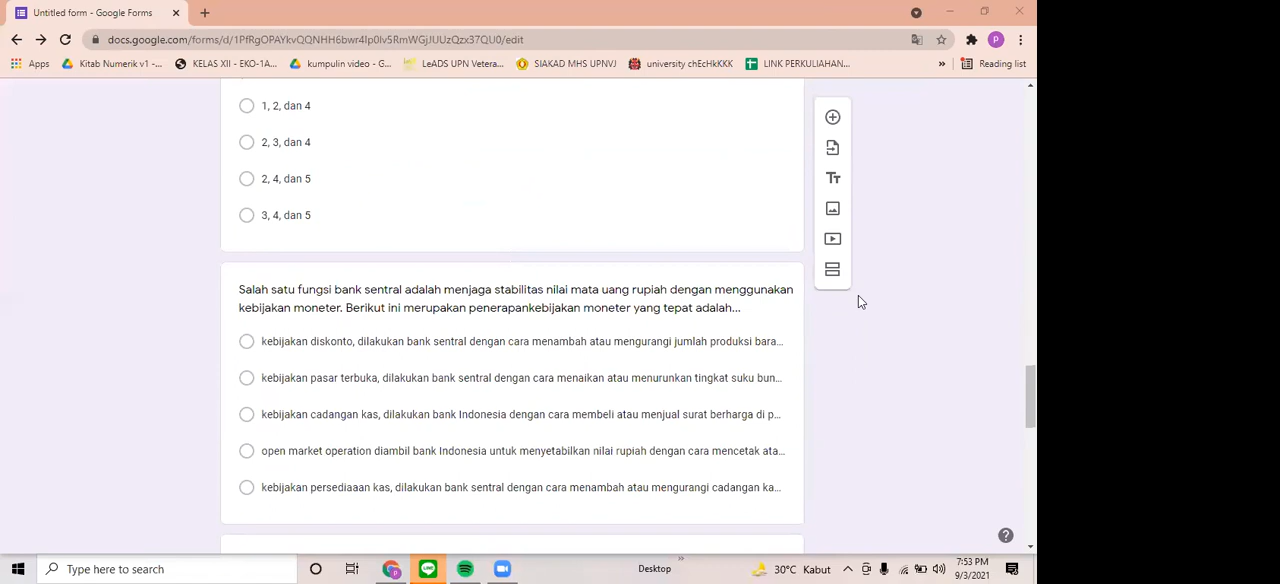 Untitled form - Google Forms
docs.google.com/forms/d/1PfRgOPAYkvQQNHH6bwr4Ip0Iv5RmWGjJUUzQzx37QU0/edit
Apps Kitab Numerik v1 -... KELAS XII - EKO-1A... kumpulin video - G... LeADS UPN Vetera... SIAKAD MHS UPNVJ university chEcHkKKK LINK PERKULIAHAN... » Reading list
1, 2, dan 4
2, 3, dan 4
2, 4, dan 5
3, 4, dan 5
Salah satu fungsi bank sentral adalah menjaga stabilitas nilai mata uang rupiah dengan menggunakan
kebijakan moneter. Berikut ini merupakan penerapankebijakan moneter yang tepat adalah...
kebijakan diskonto, dilakukan bank sentral dengan cara menambah atau mengurangi jumlah produksi bara...
kebijakan pasar terbuka, dilakukan bank sentral dengan cara menaikan atau menurunkan tingkat suku bun...
kebijakan cadangan kas, dilakukan bank Indonesia dengan cara membeli atau menjual surat berharga di p...
open market operation diambil bank Indonesia untuk menyetabilkan nilai rupiah dengan cara mencetak ata...
kebijakan persediaaan kas, dilakukan bank sentral dengan cara menambah atau mengurangi cadangan ka...
Type here to search
Desktop
30°C Kabut
7:53 PM
9/3/2021